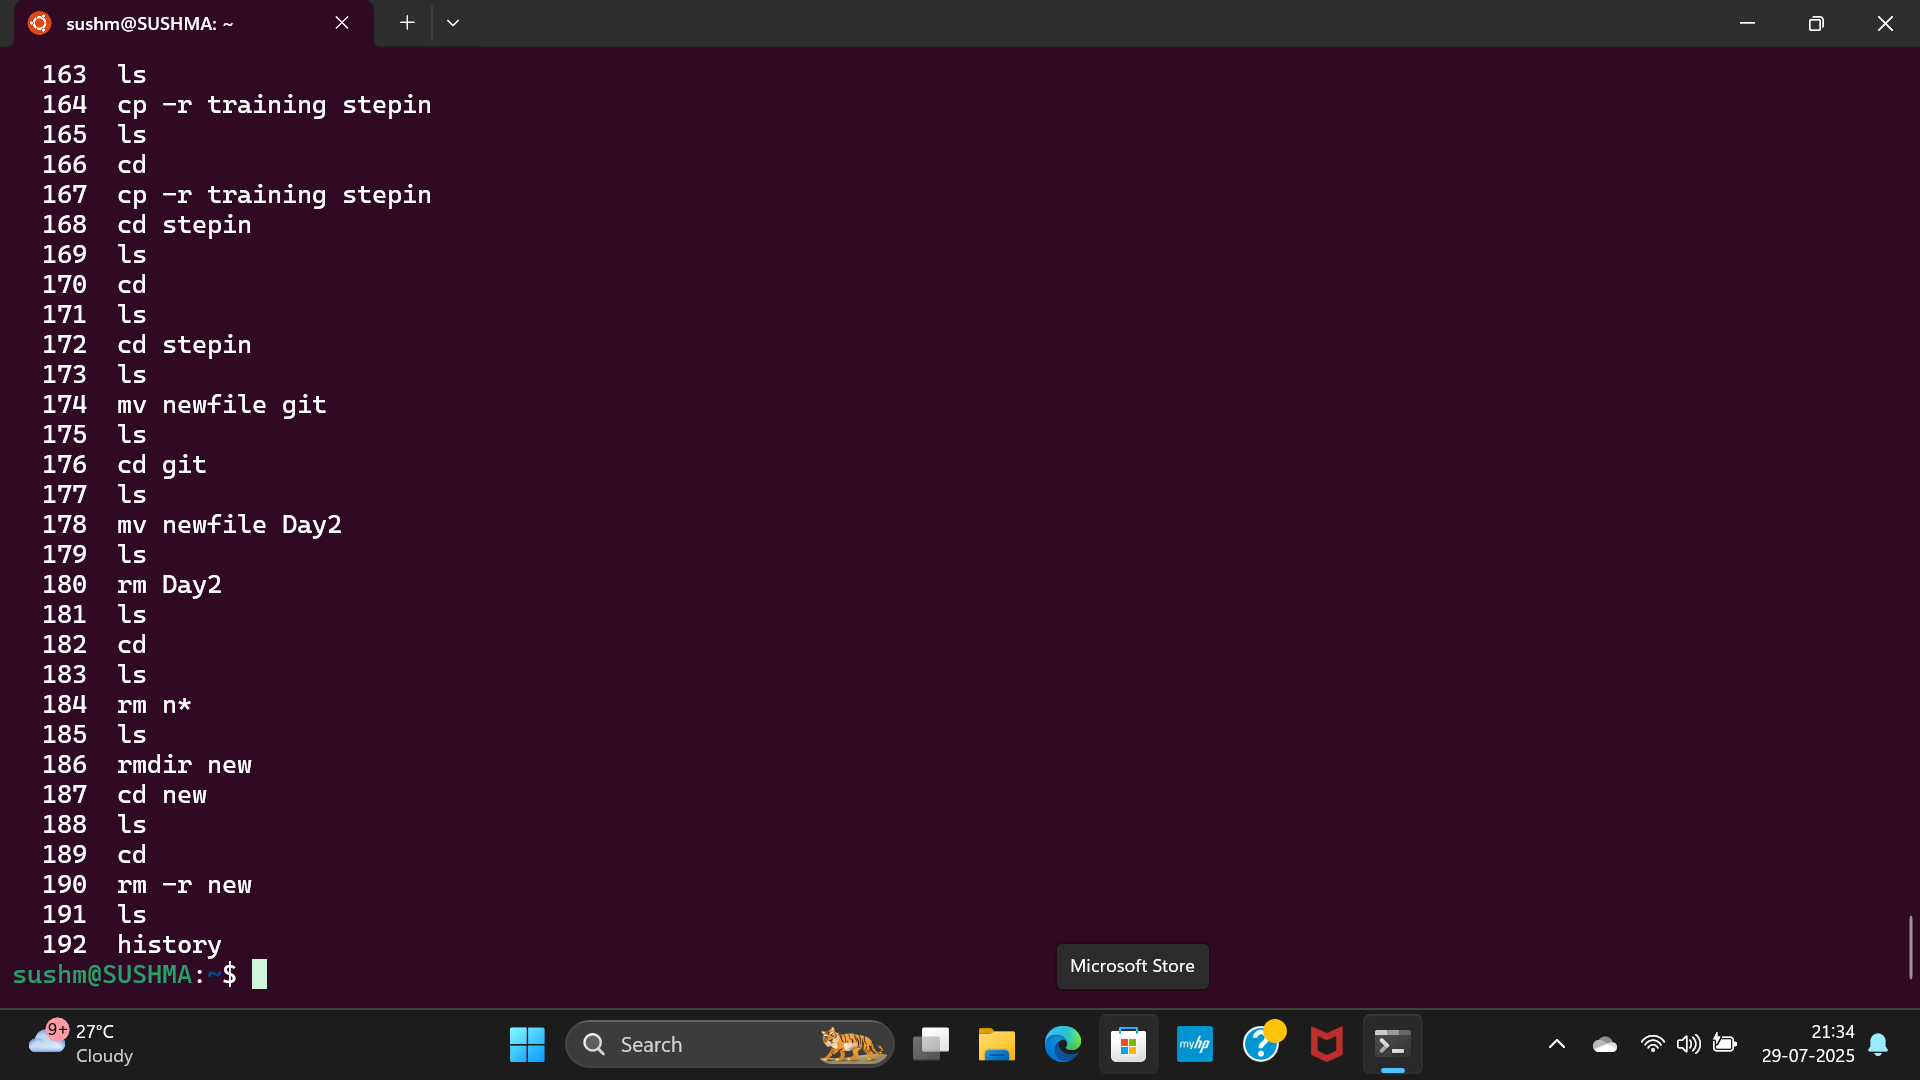 sushm@SUSHMA: ~
163 ls
164 cp -r training stepin
165 ls
166 cd
167 cp -r training stepin
168 cd stepin
169 ls
170 cd
171 ls
172 cd stepin
173 ls
174 mv newfile git
175 ls
176 cd git
177 ls
178 mv newfile Day2
179 ls
180 rm Day2
181 ls
182 cd
183 ls
184 rm n*
185 ls
186 rmdir new
187 cd new
188 ls
189 cd
190 rm -r new
191 ls
192 history
sushm@SUSHMA:~$
Microsoft Store
9+
27°C
Cloudy
Search
myhp
21:34
29-07-2025